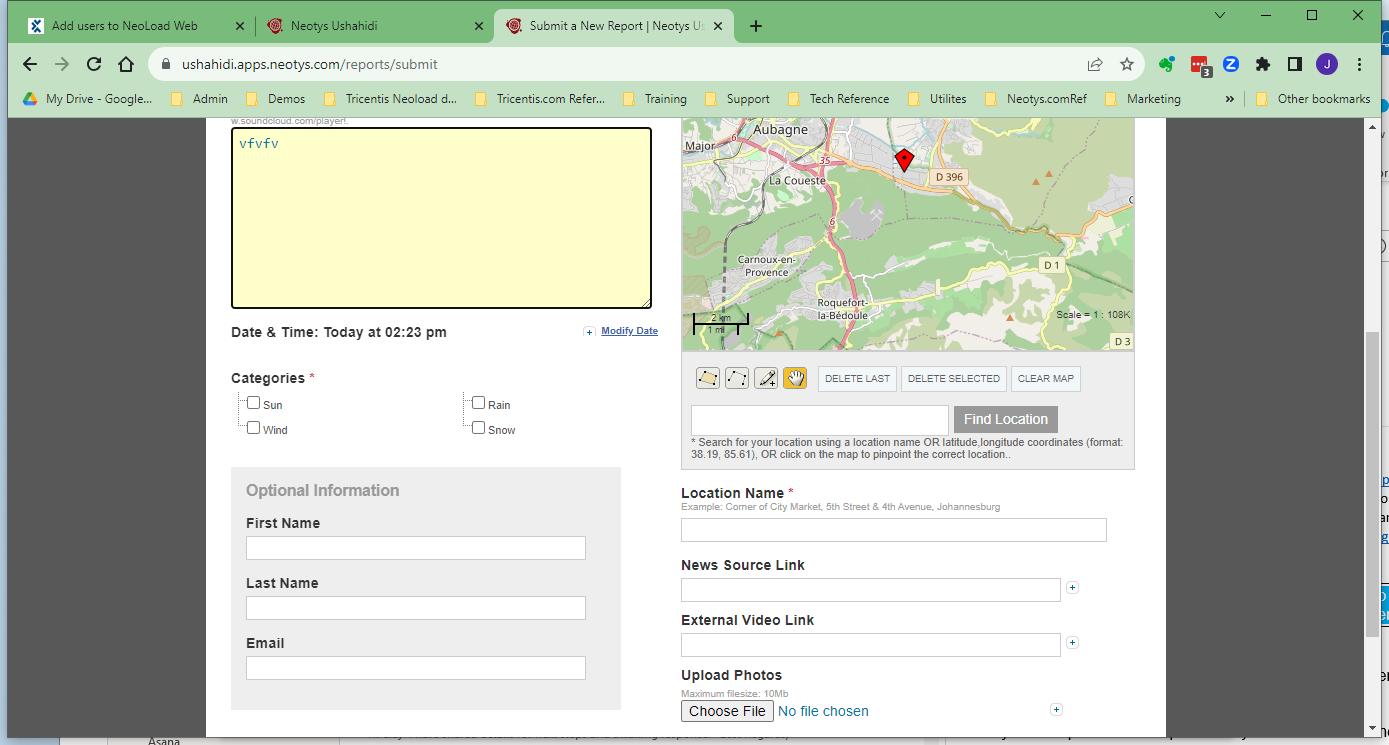 Add users to NeoLoad Web
Neotys Ushahidi
Submit a New Report | Neotys Us
ushahidi.apps.neotys.com/reports/submit
3
J
My Drive - Google...
Admin
Demos
Tricentis Neoload d...
Tricentis.com Refer...
Training
Support
Tech Reference
Utilites
Neotys.comRef
Marketing
»
Other bookmarks
w.soundcloud.com/player!.
vfvfv
Date & Time: Today at 02:23 pm
Modify Date
Categories *
Sun
Rain
Wind
Snow
Optional Information
First Name
Last Name
Email
Aubagne
Major
6
35
La Coueste
D 396
6
Carnoux-en-
Provence
D 1
Roquefort-
la-Bédoule
2 km
1 mi
Scale = 1 : 108K
D 3
DELETE LAST
DELETE SELECTED
CLEAR MAP
Find Location
* Search for your location using a location name OR latitude,longitude coordinates (format:
38.19, 85.61), OR click on the map to pinpoint the correct location..
Location Name *
Example: Corner of City Market, 5th Street & 4th Avenue, Johannesburg
News Source Link
External Video Link
Upload Photos
Maximum filesize: 10Mb
Choose File No file chosen
Asana